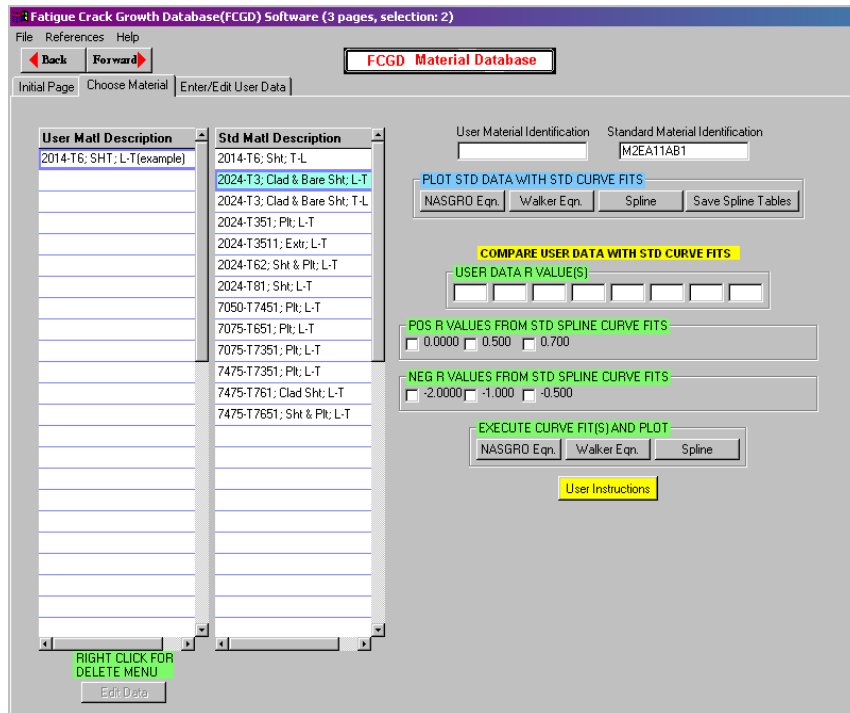 Fatigue Crack Growth Database(FCGD) Software (3 pages, selection: 2)
File References Help
Back Forward
FCGD Material Database
Initial Page Choose Material Enter/Edit User Data
User Matl Description
2014-T6; SHT; L-T(example)
Std Matl Description
2014-T6; Sht; T-L
2024-T3; Clad & Bare Sht; L-T
2024-T3; Clad & Bare Sht; T-L
2024-T351; Plt; L-T
2024-T3511; Extr; L-T
2024-T62; Sht & Plt; L-T
2024-T81; Sht; L-T
7050-T7451; Plt; L-T
7075-T651; Plt; L-T
7075-T7351; Plt; L-T
7475-T7351; Plt; L-T
7475-T761; Clad Sht; L-T
7475-T7651; Sht & Plt; L-T
RIGHT CLICK FOR
DELETE MENU
Edit Data
User Material Identification Standard Material Identification
M2EA11AB1
PLOT STD DATA WITH STD CURVE FITS
NASGRO Eqn. Walker Eqn. Spline Save Spline Tables
COMPARE USER DATA WITH STD CURVE FITS
USER DATA R VALUE(S)
POS R VALUES FROM STD SPLINE CURVE FITS
0.0000 0.500 0.700
NEG R VALUES FROM STD SPLINE CURVE FITS
-2.0000 -1.000 -0.500
EXECUTE CURVE FIT(S) AND PLOT
NASGRO Eqn. Walker Eqn. Spline
User Instructions